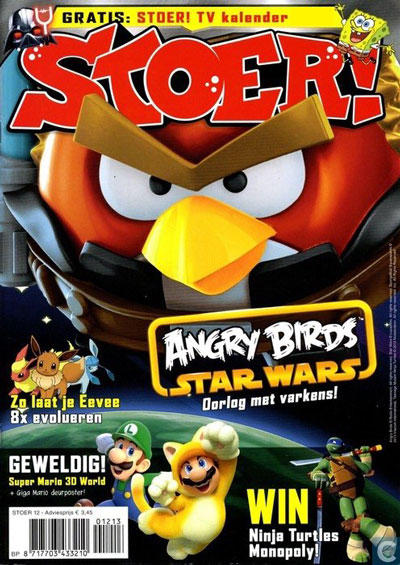 GRATIS: STOER! TV kalender
STOER!
ANGRY BIRDS
STAR WARS
Oorlog met varkens!
Zo laat je Eevee
8x evolueren
GEWELDIG!
Super Mario 3D World
+ Giga Mario deurposter!
WIN
Ninja Turtles
Monopoly!
STOER 12 - Adviesprijs € 3,45
01213
BP
8 717703 433210